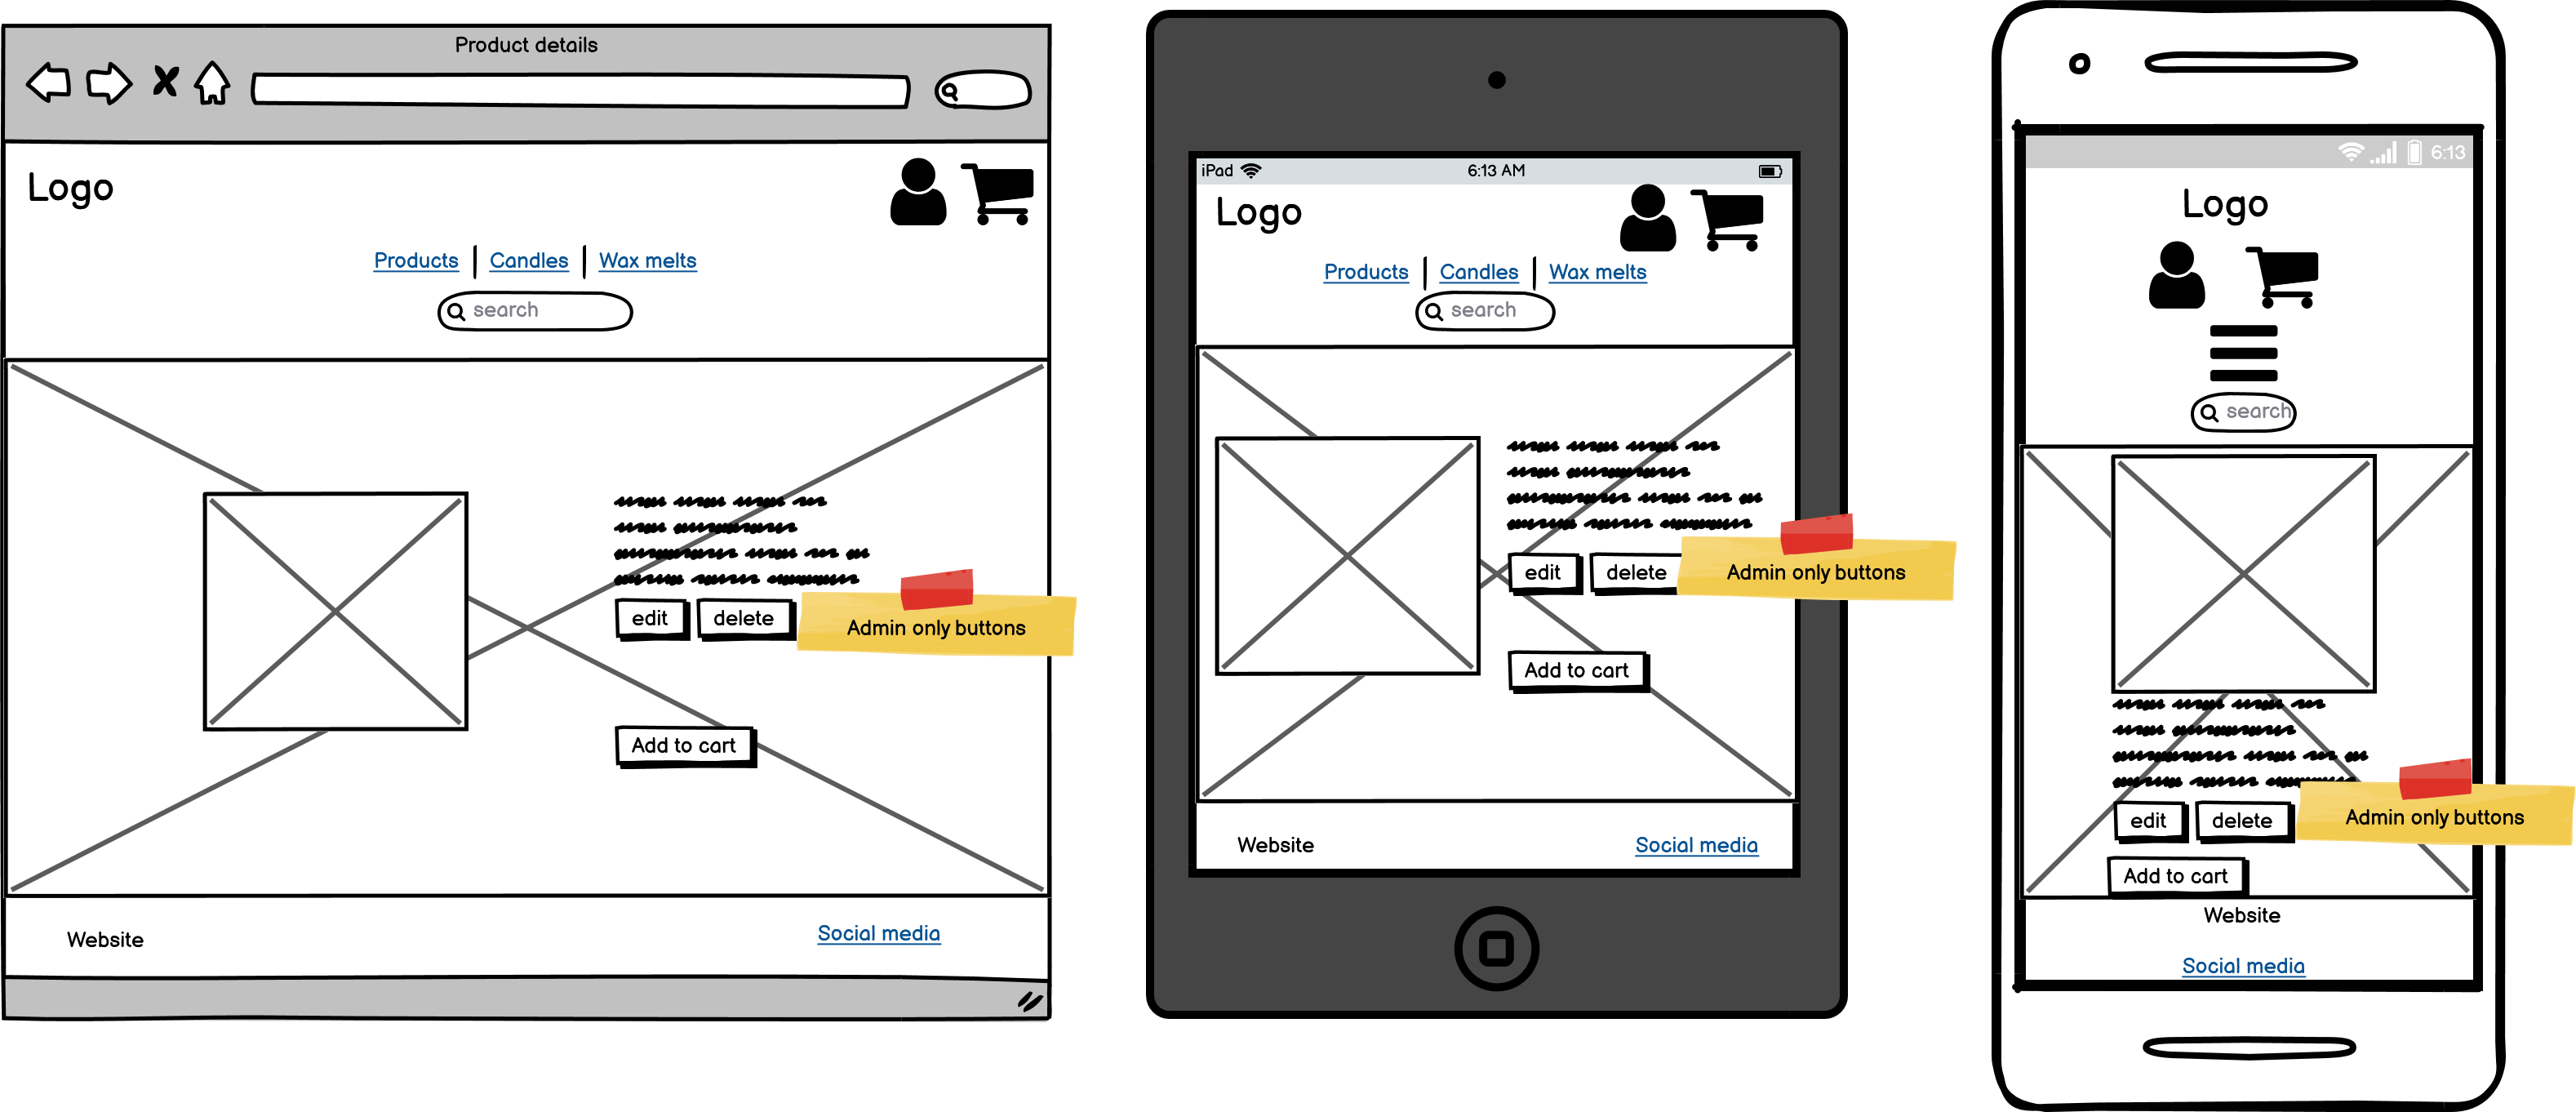 Product details
Logo
Products Candles Wax melts
search
edit delete Admin only buttons
Add to cart
Website Social media
iPad 6:13 AM
Logo
Products Candles Wax melts
search
edit delete Admin only buttons
Add to cart
Website Social media
6:13
Logo
search
edit delete Admin only buttons
Add to cart
Website
Social media